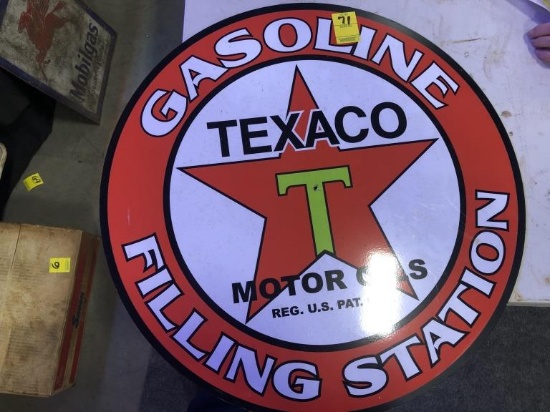 GASOLINE
TEXACO
T
MOTOR GAS
REG. U.S. PAT.
FILLING STATION
71
Mobilgas